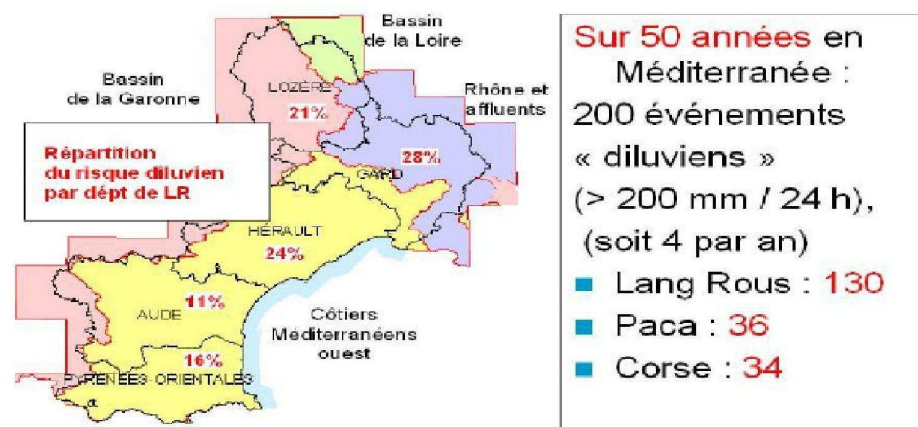 Bassin
de la Loire
Bassin
de la Garonne
LOZÈRE
21%
Rhône et
affluents
Répartition
du risque diluvien
par dépt de LR
28%
GARD
HÉRAULT
24%
11%
AUDE
Côtiers
Méditerranéens
ouest
16%
PYRENEES-ORIENTALES
Sur 50 années en
Méditerranée :
200 événements
« diluviens »
(> 200 mm / 24 h),
(soit 4 par an)
Lang Rous : 130
Paca : 36
Corse : 34